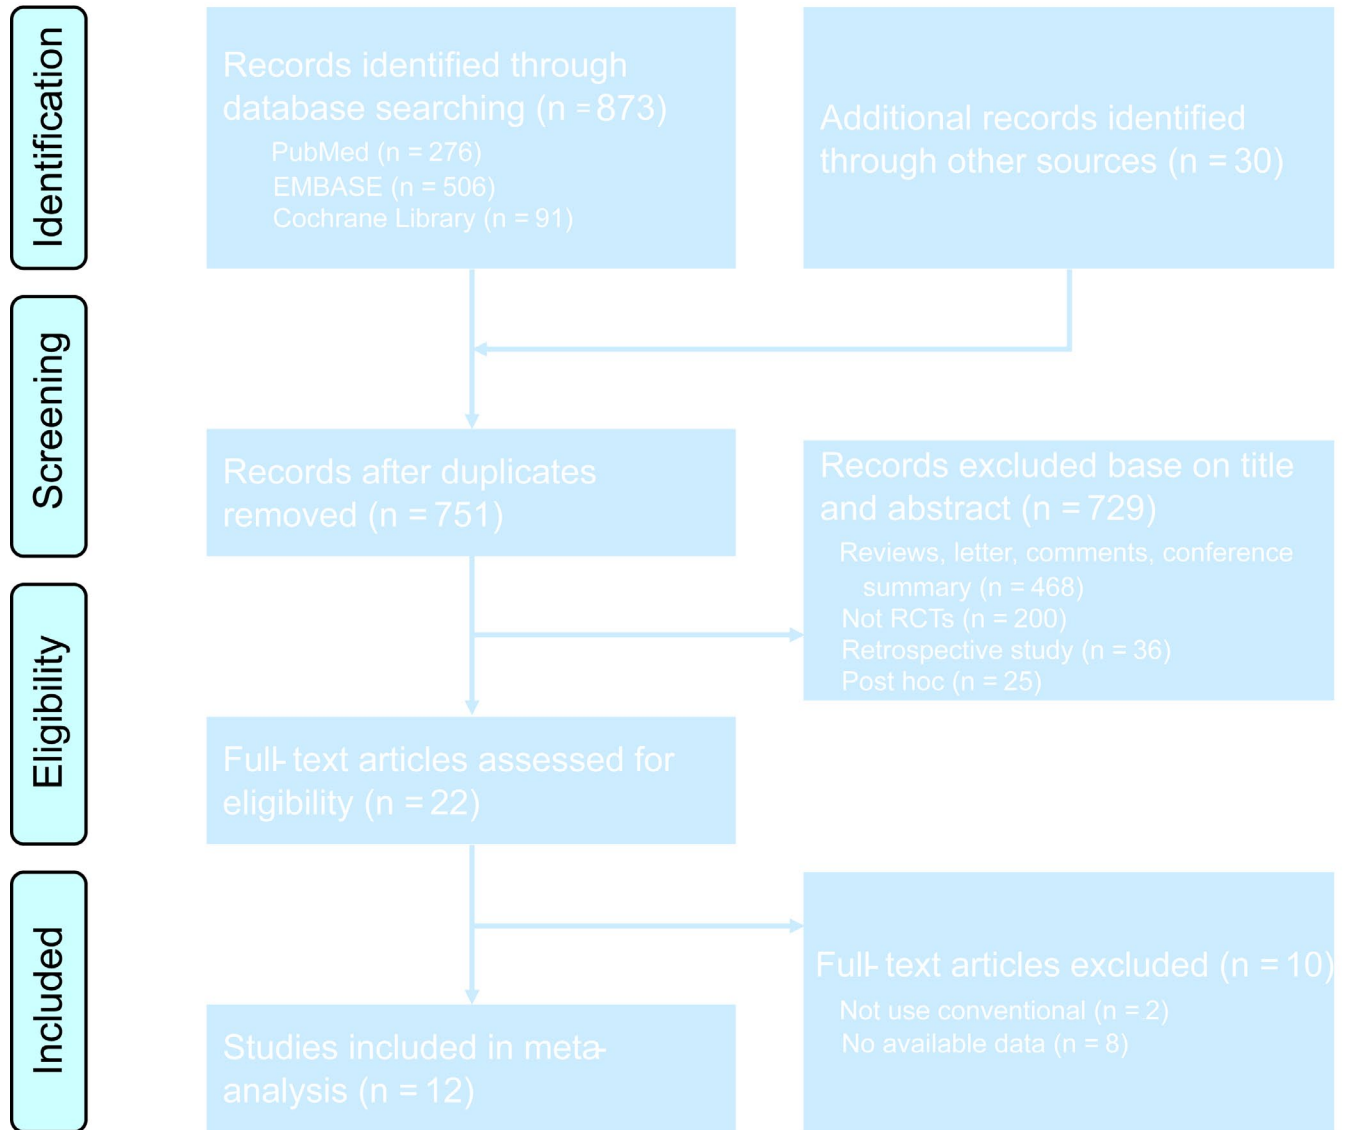 Identification
Records identified through
database searching (n = 873)
PubMed (n = 276)
EMBASE (n = 506)
Cochrane Library (n = 91)
Additional records identified
through other sources (n = 30)
Screening
Records after duplicates
removed (n = 751)
Records excluded base on title
and abstract (n = 729)
Reviews, letter, comments, conference
summary (n = 468)
Not RCTs (n = 200)
Retrospective study (n = 36)
Post hoc (n = 25)
Eligibility
Full-text articles assessed for
eligibility (n = 22)
Included
Full-text articles excluded (n = 10)
Not use conventional (n = 2)
No available data (n = 8)
Studies included in meta-
analysis (n = 12)